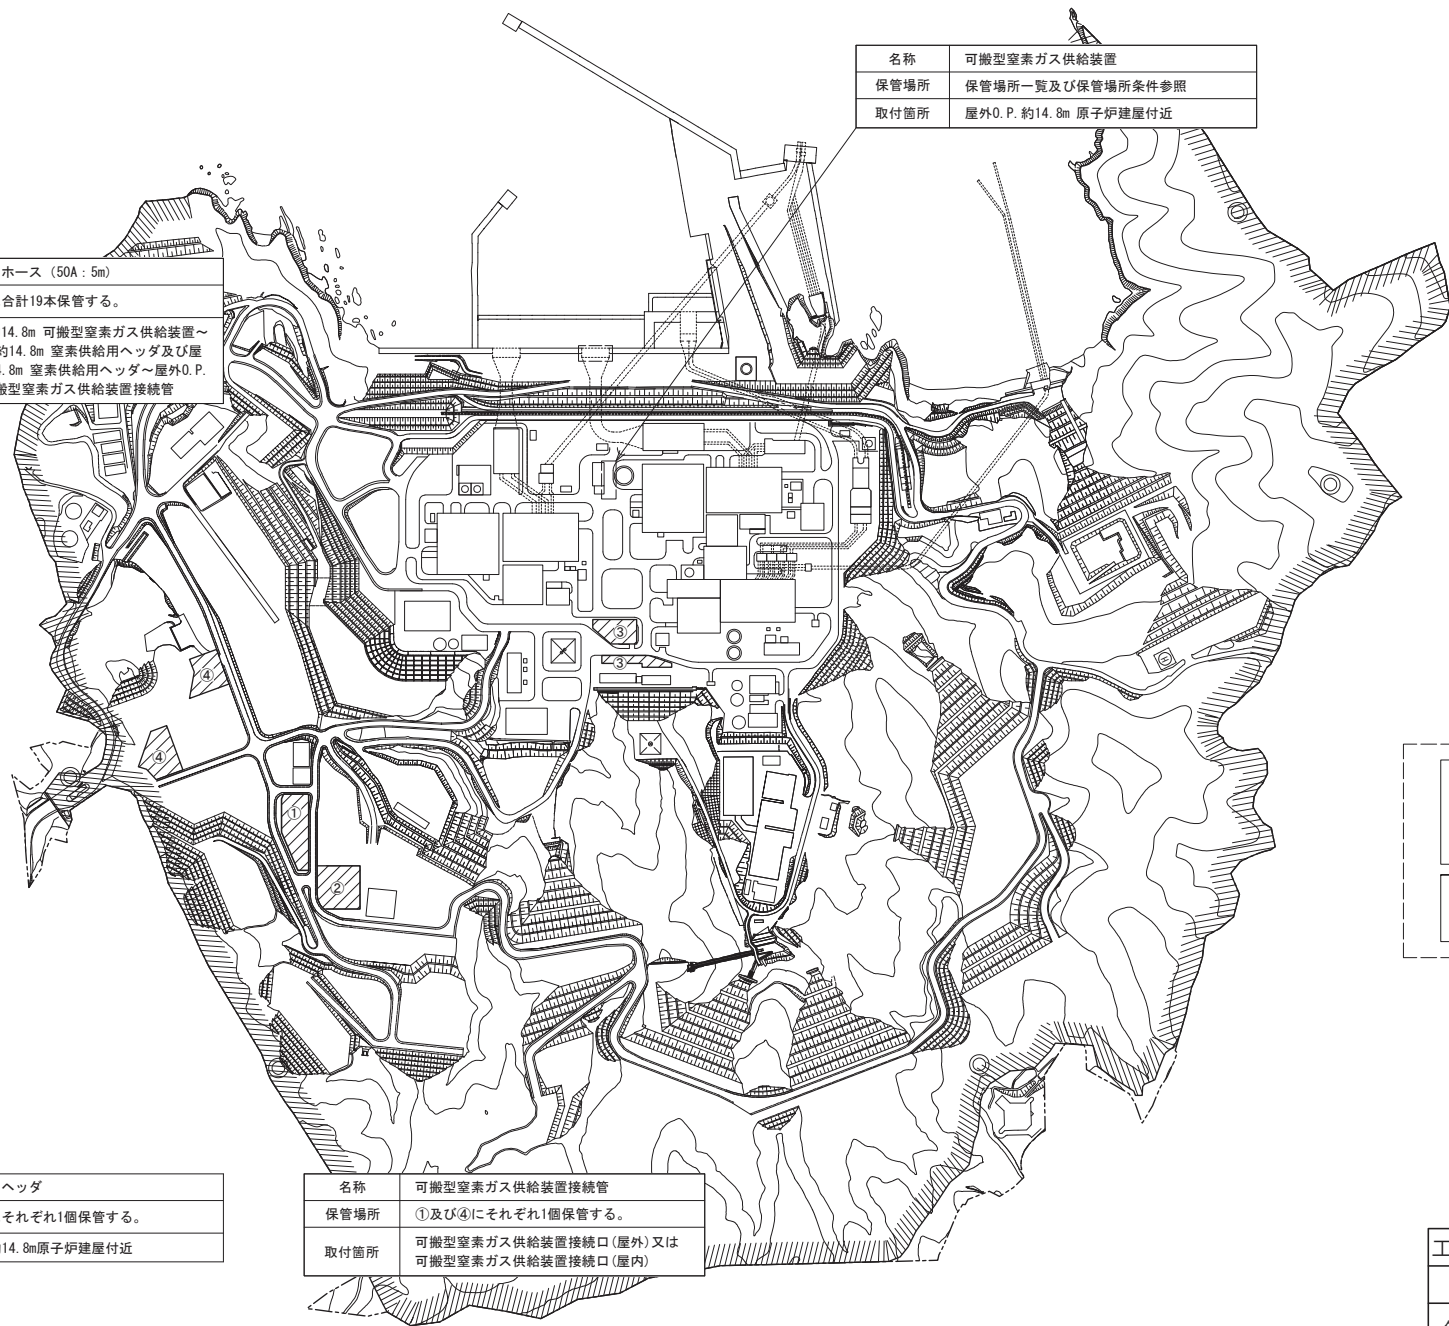 名称 可搬型窒素ガス供給装置
保管場所 保管場所一覧及び保管場所条件参照
取付箇所 屋外O.P.約14.8m 原子炉建屋付近
ホース（50A：5m）
合計19本保管する。
14.8m 可搬型窒素ガス供給装置～
約14.8m 窒素供給用ヘッダ及び屋
.8m 窒素供給用ヘッダ～屋外O.P.
搬型窒素ガス供給装置接続管
③
③
④
④
①
②
ヘッダ
それぞれ1個保管する。
14.8m原子炉建屋付近
名称 可搬型窒素ガス供給装置接続管
保管場所 ①及び④にそれぞれ1個保管する。
取付箇所 可搬型窒素ガス供給装置接続口(屋外)又は
可搬型窒素ガス供給装置接続口(屋内)
工